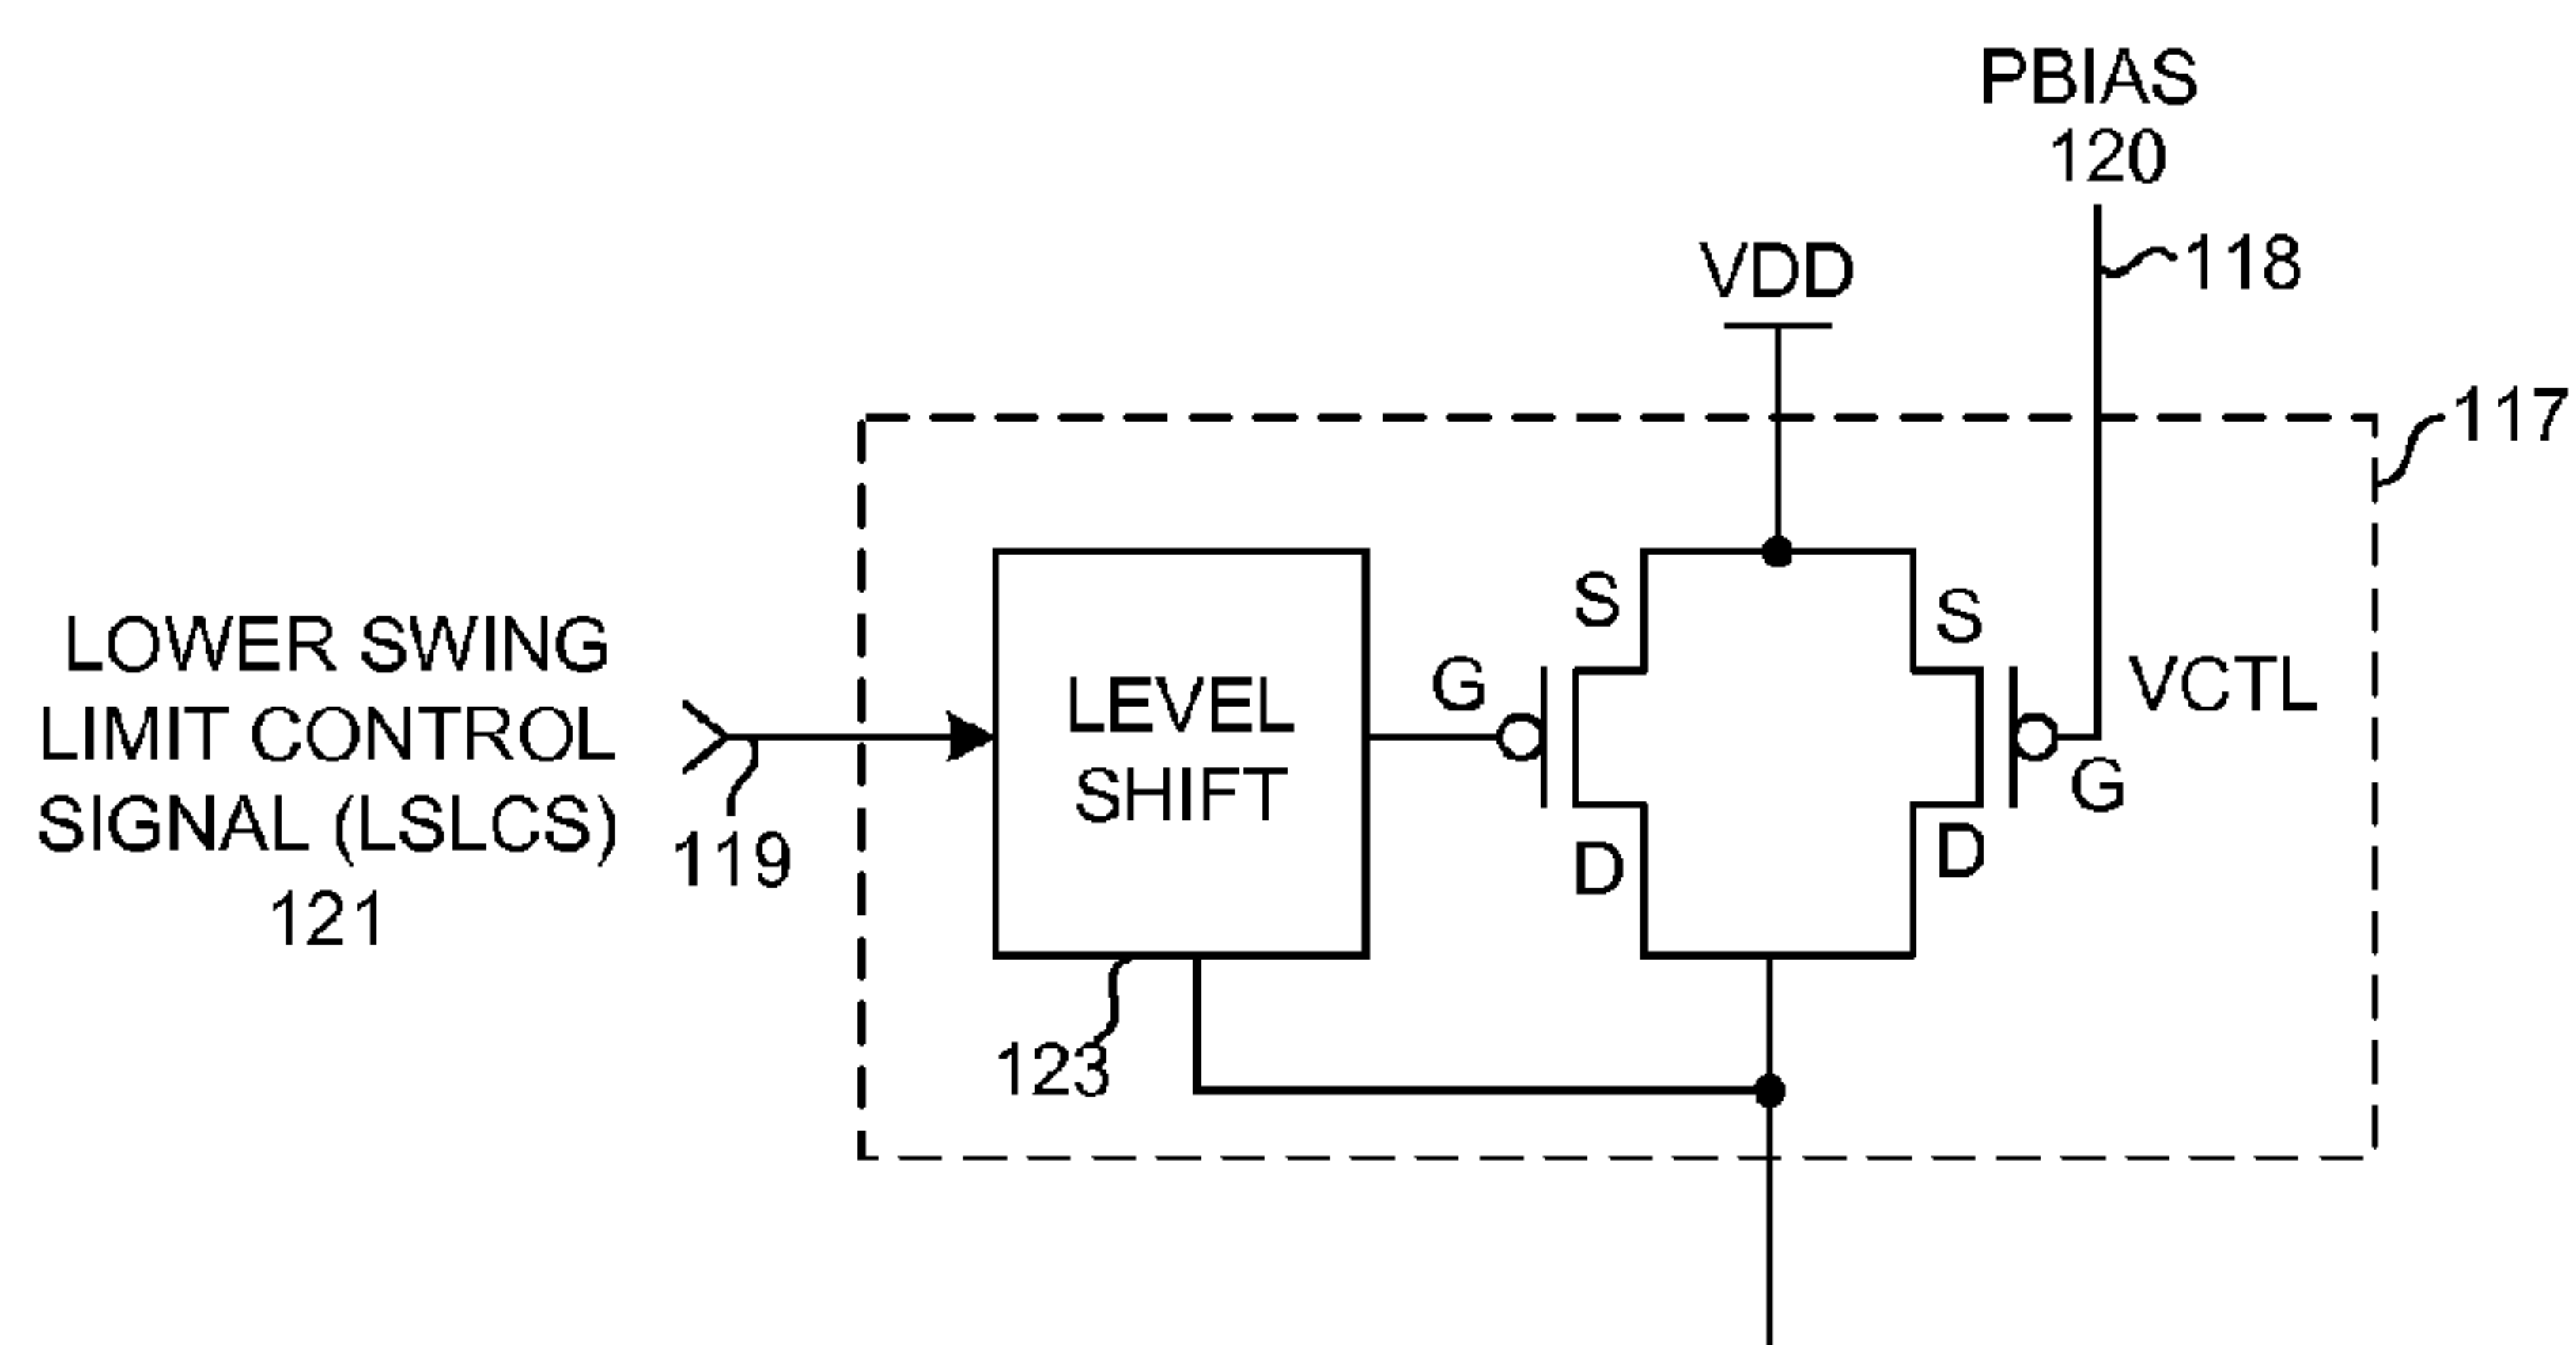 PBIAS
120
118
VDD
117
LOWER SWING
LIMIT CONTROL
SIGNAL (LSLCS)
121
119
LEVEL
SHIFT
123
G
S
D
S
D
G
VCTL